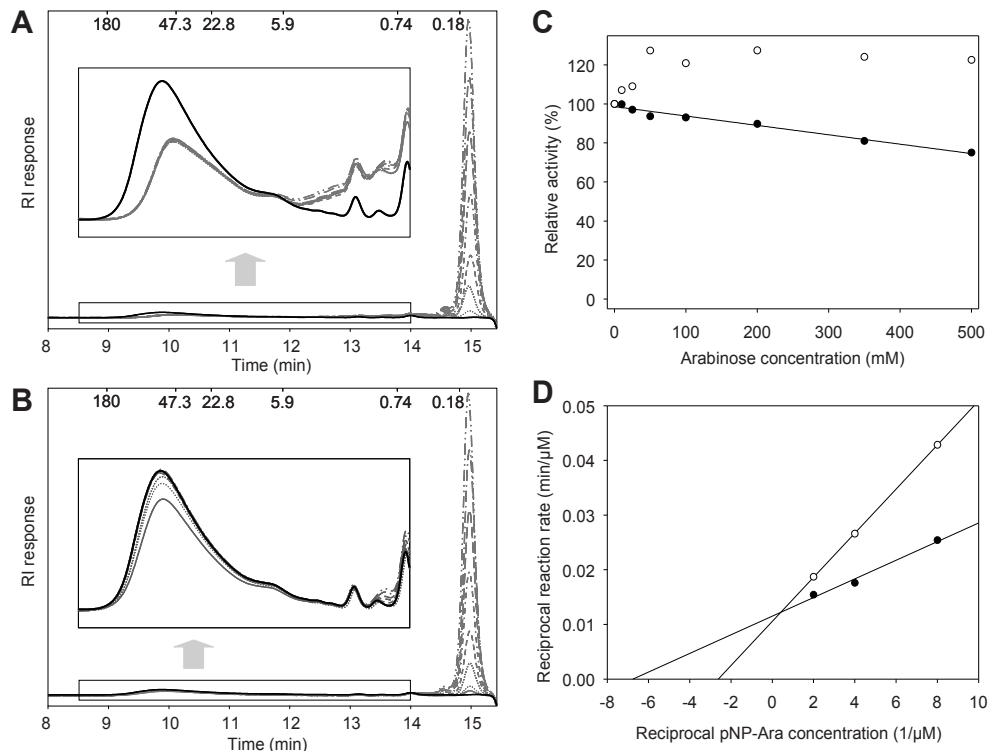 A
180 47.3 22.8 5.9 0.74 0.18
RI response
8 9 10 11 12 13 14 15
Time (min)
B
180 47.3 22.8 5.9 0.74 0.18
RI response
8 9 10 11 12 13 14 15
Time (min)
C
120
100
80
60
40
20
0
Relative activity (%)
0 100 200 300 400 500
Arabinose concentration (mM)
D
0.05
0.04
0.03
0.02
0.01
0.00
Reciprocal reaction rate (min/µM)
-8 -6 -4 -2 0 2 4 6 8 10
Reciprocal pNP-Ara concentration (1/µM)